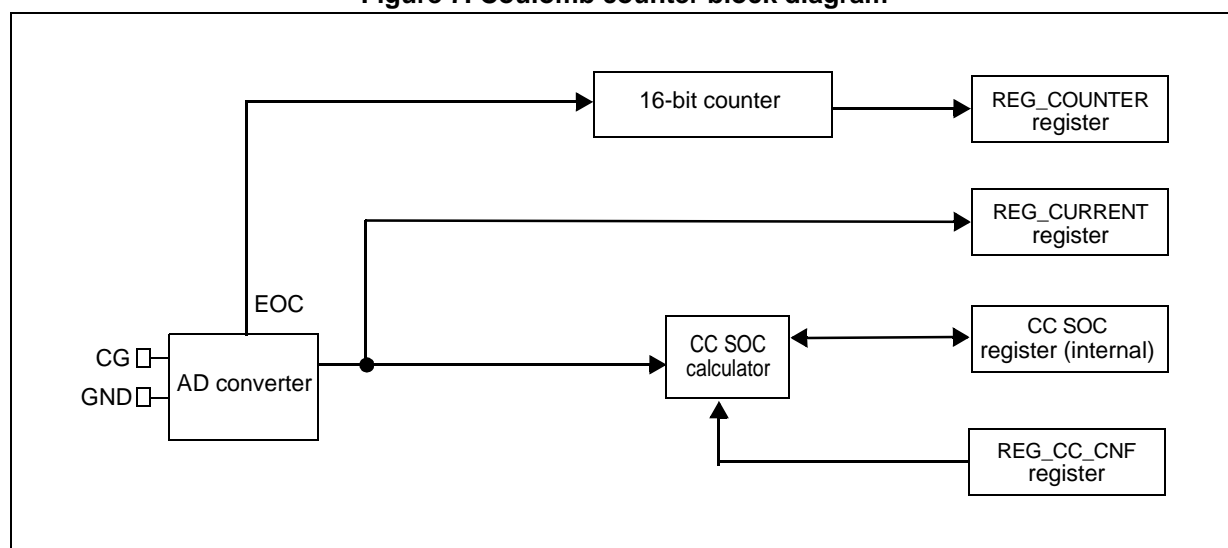 Figure 7. Coulomb counter block diagram
16-bit counter
REG_COUNTER
register
REG_CURRENT
register
EOC
CG
GND
AD converter
CC SOC
calculator
CC SOC
register (internal)
REG_CC_CNF
register